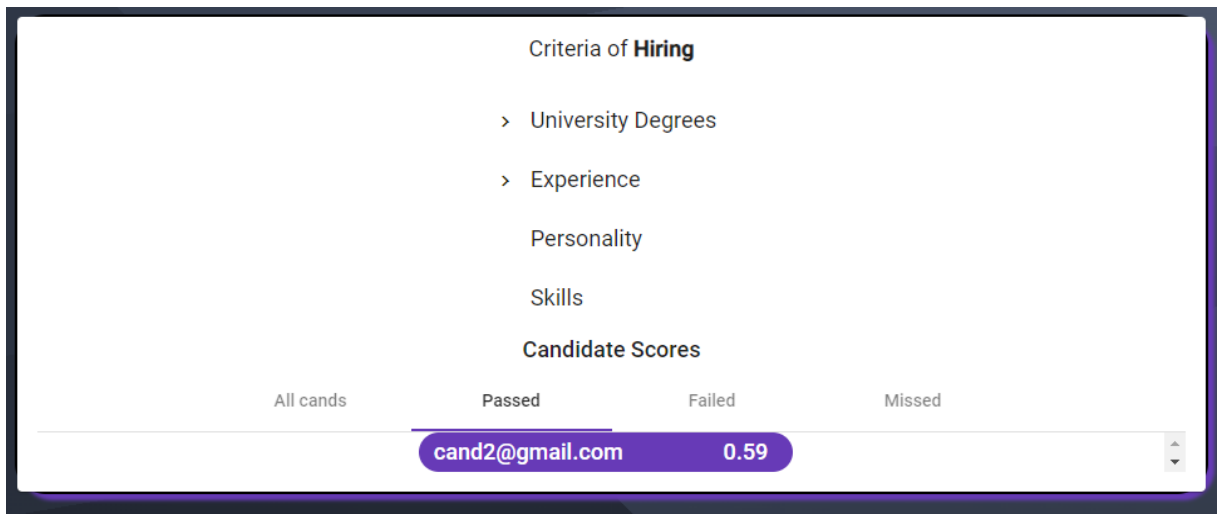 Criteria of Hiring
University Degrees
Experience
Personality
Skills
Candidate Scores
All cands Passed Failed Missed
cand2@gmail.com 0.59